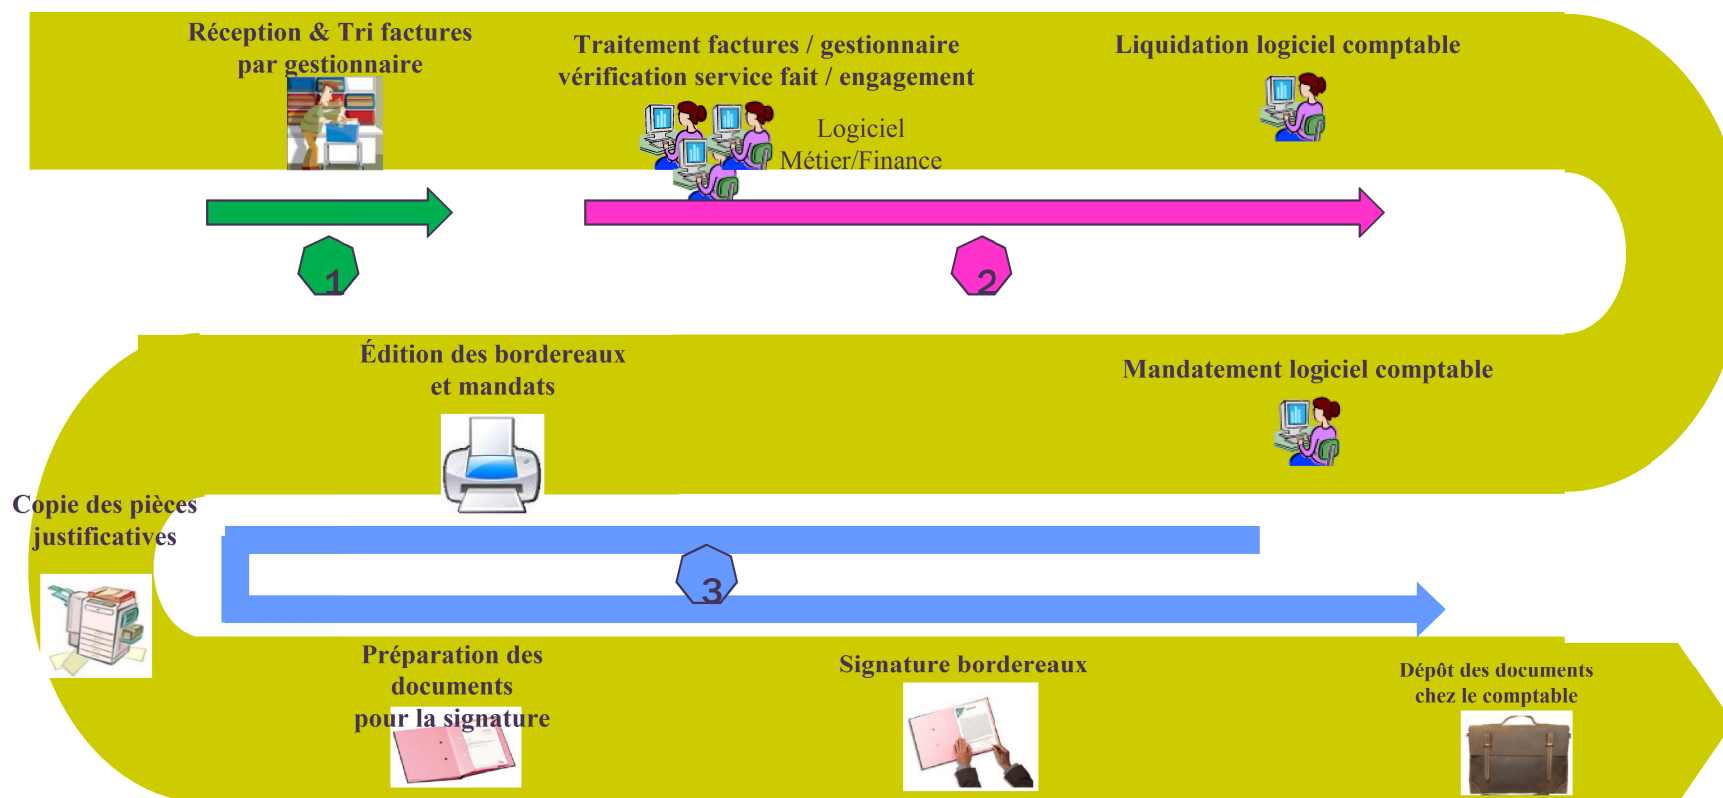 Réception & Tri factures
par gestionnaire
Traitement factures / gestionnaire
vérification service fait / engagement
Logiciel
Métier/Finance
Liquidation logiciel comptable
1
2
Mandatement logiciel comptable
Édition des bordereaux
et mandats
Copie des pièces
justificatives
3
Préparation des
documents
pour la signature
Signature bordereaux
Dépôt des documents
chez le comptable